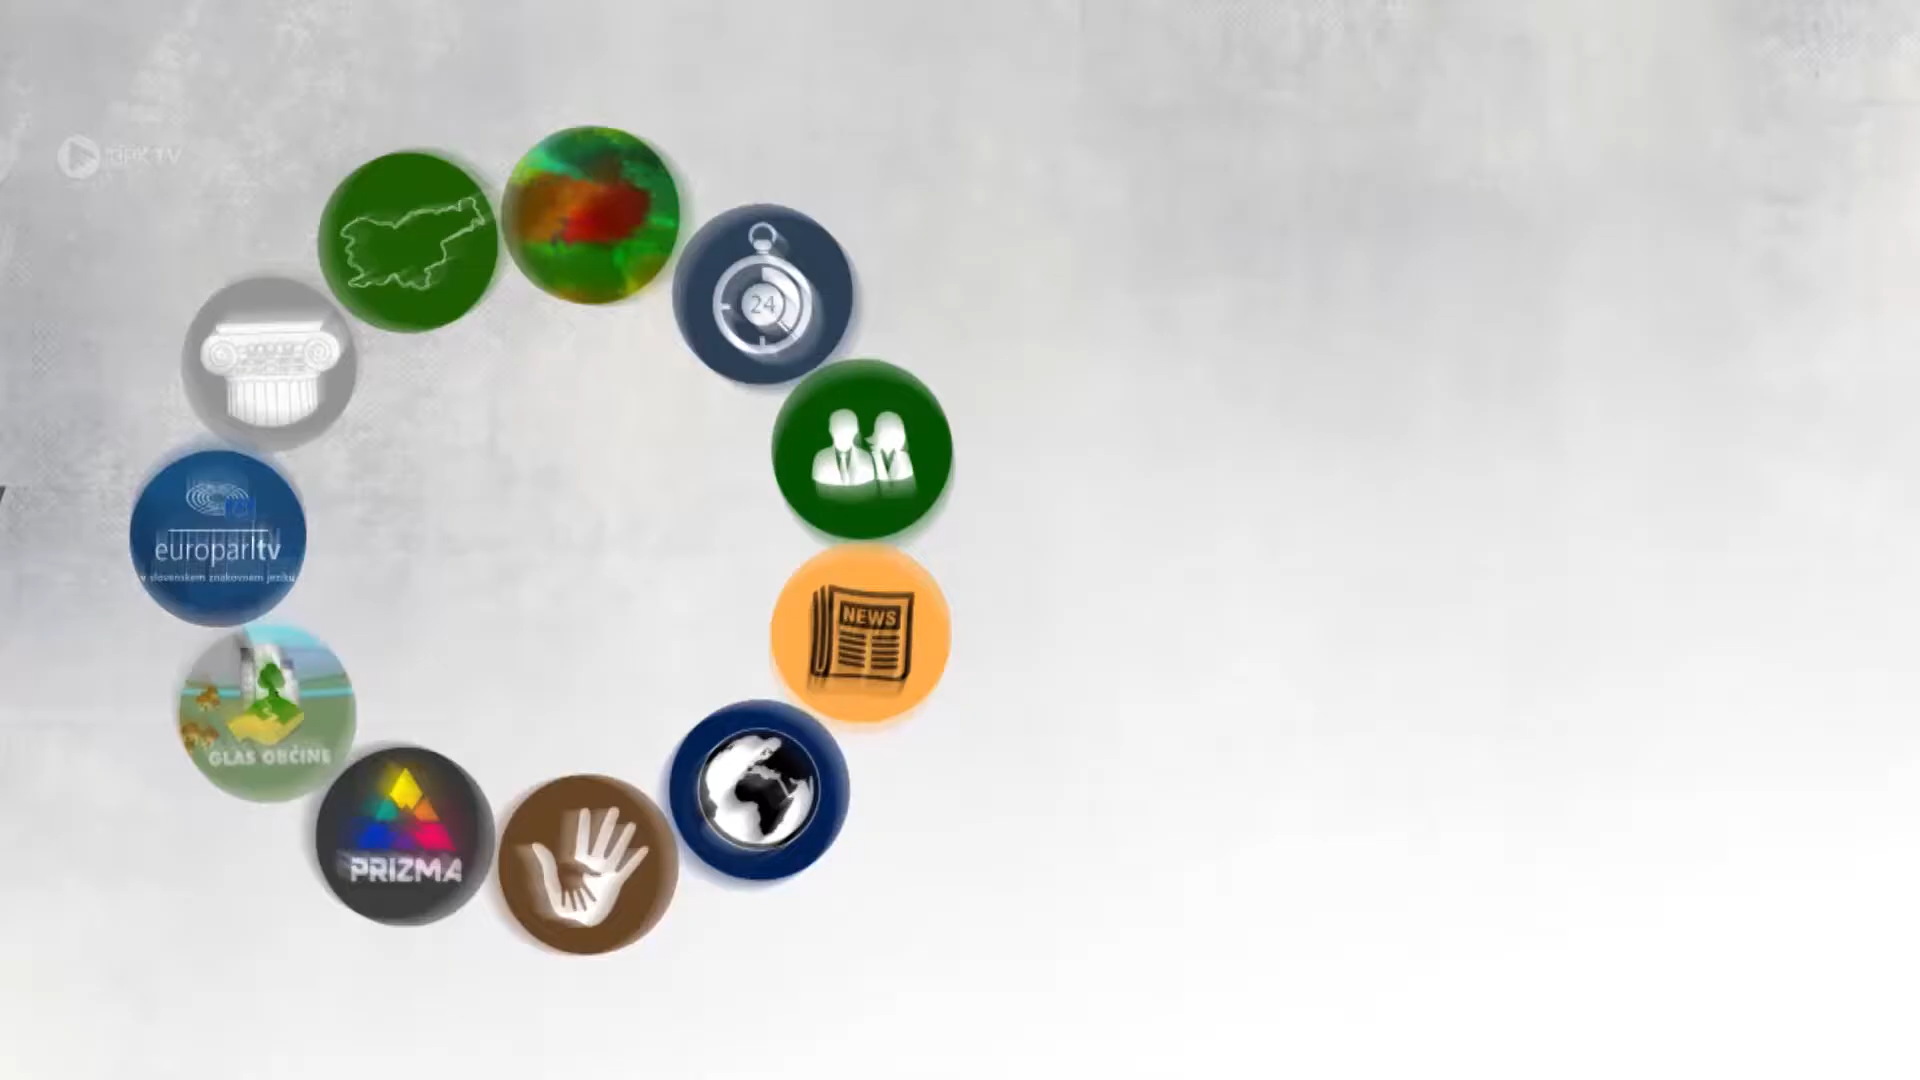 24
NEWS
europarltv
v slovenskem znakovnem jeziku
GLAS OBČINE
PRIZMA